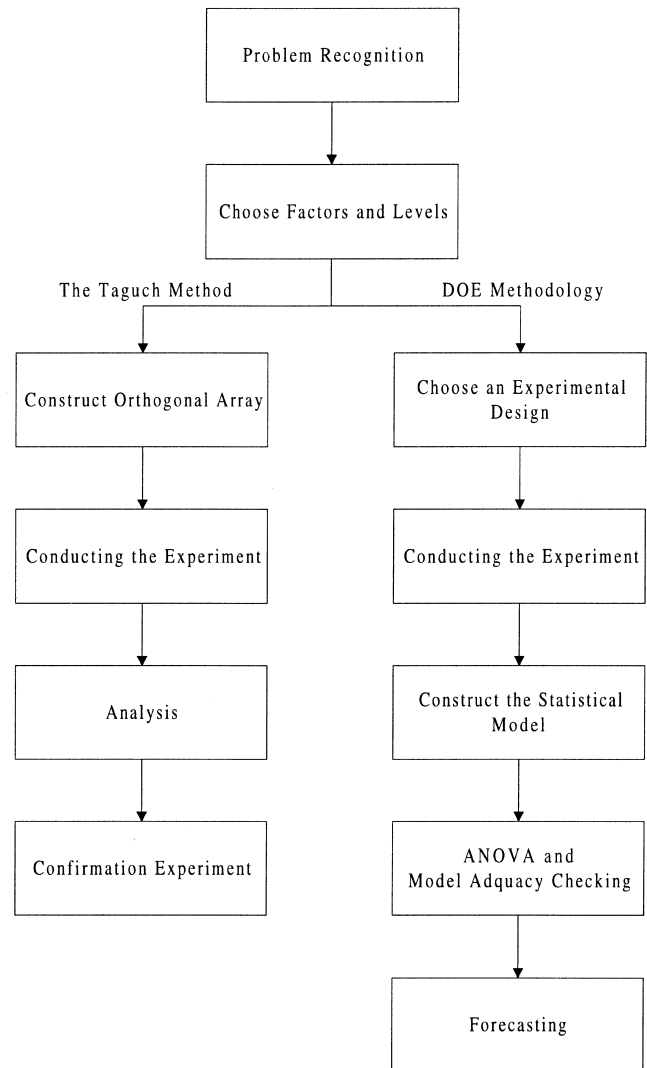 Problem Recognition
Choose Factors and Levels
The Taguch Method
DOE Methodology
Construct Orthogonal Array
Choose an Experimental
Design
Conducting the Experiment
Conducting the Experiment
Analysis
Construct the Statistical
Model
Confirmation Experiment
ANOVA and
Model Adquacy Checking
Forecasting